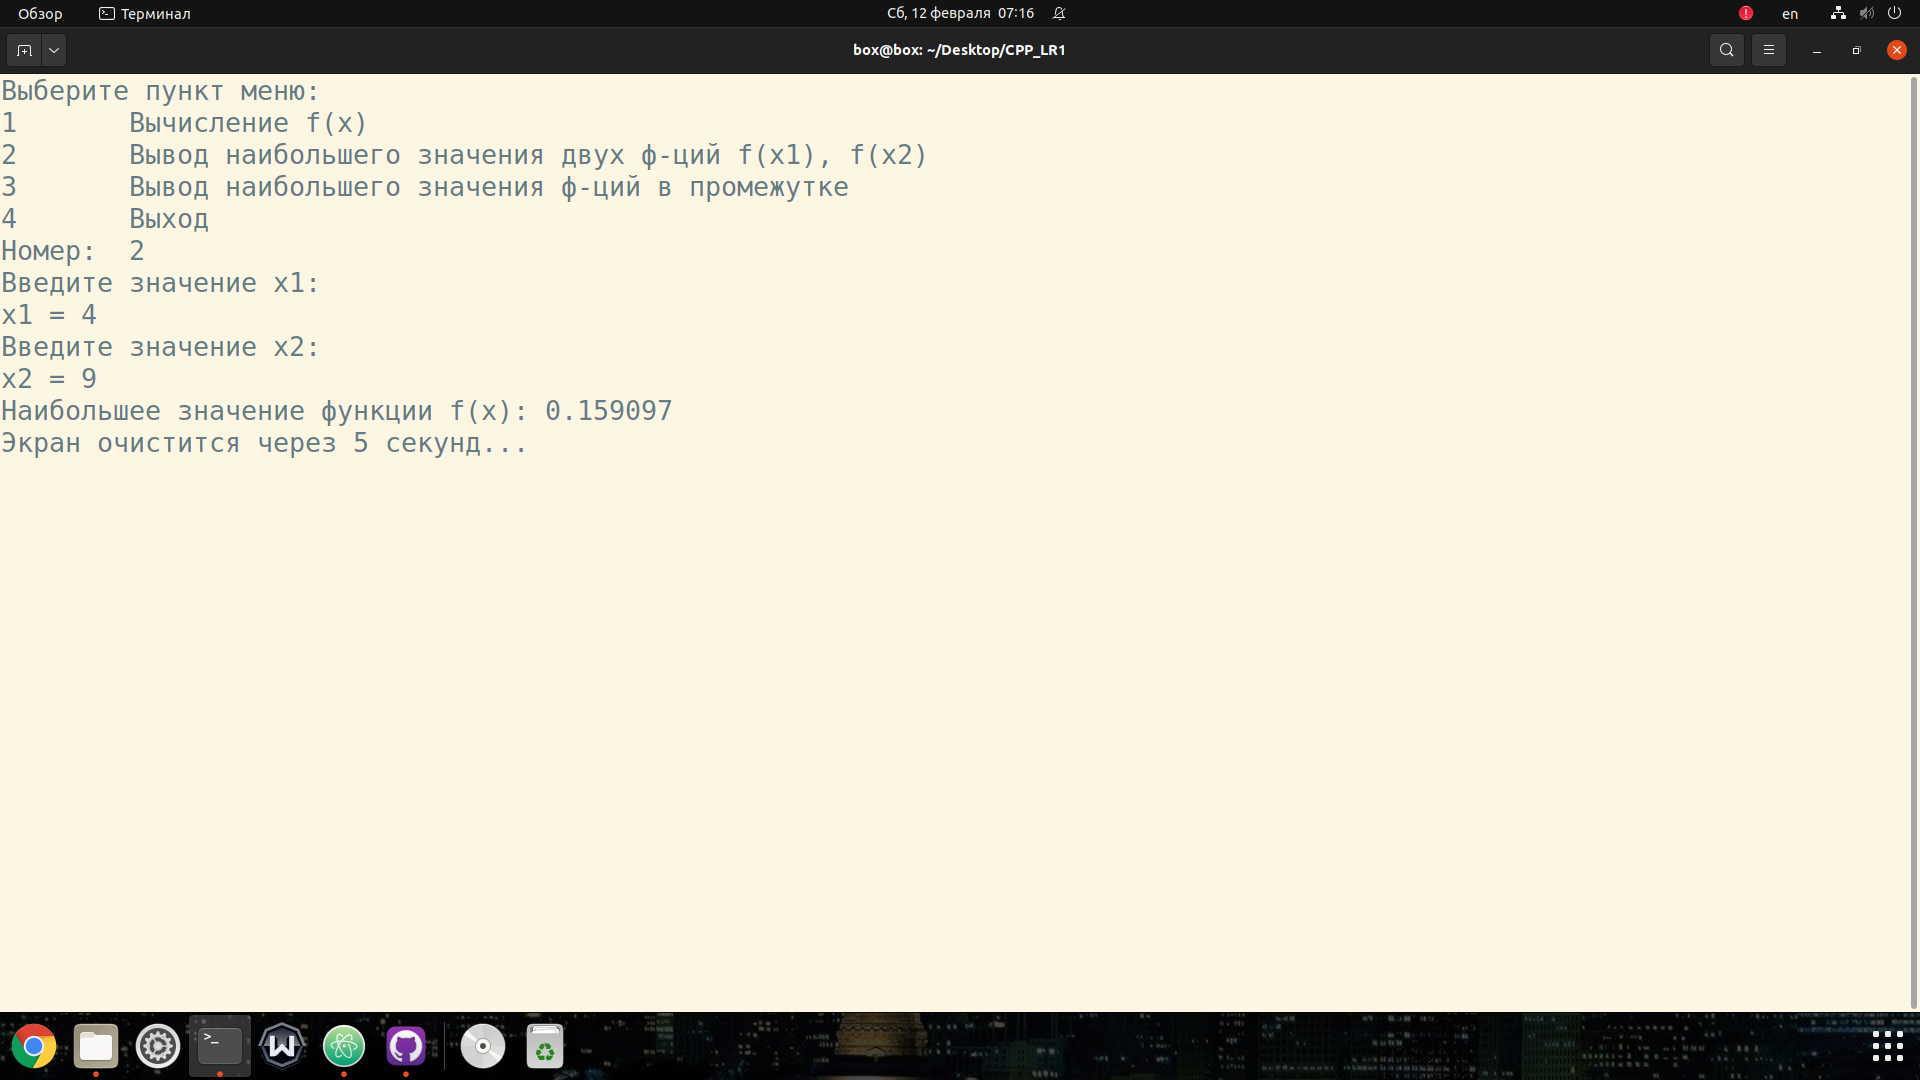 Обзор Терминал Сб, 12 февраля 07:16 en
box@box: ~/Desktop/CPP_LR1
Выберите пункт меню:
1 Вычисление f(x)
2 Вывод наибольшего значения двух ф-ций f(x1), f(x2)
3 Вывод наибольшего значения ф-ций в промежутке
4 Выход
Номер: 2
Введите значение x1:
x1 = 4
Введите значение x2:
x2 = 9
Наибольшее значение функции f(x): 0.159097
Экран очистится через 5 секунд...